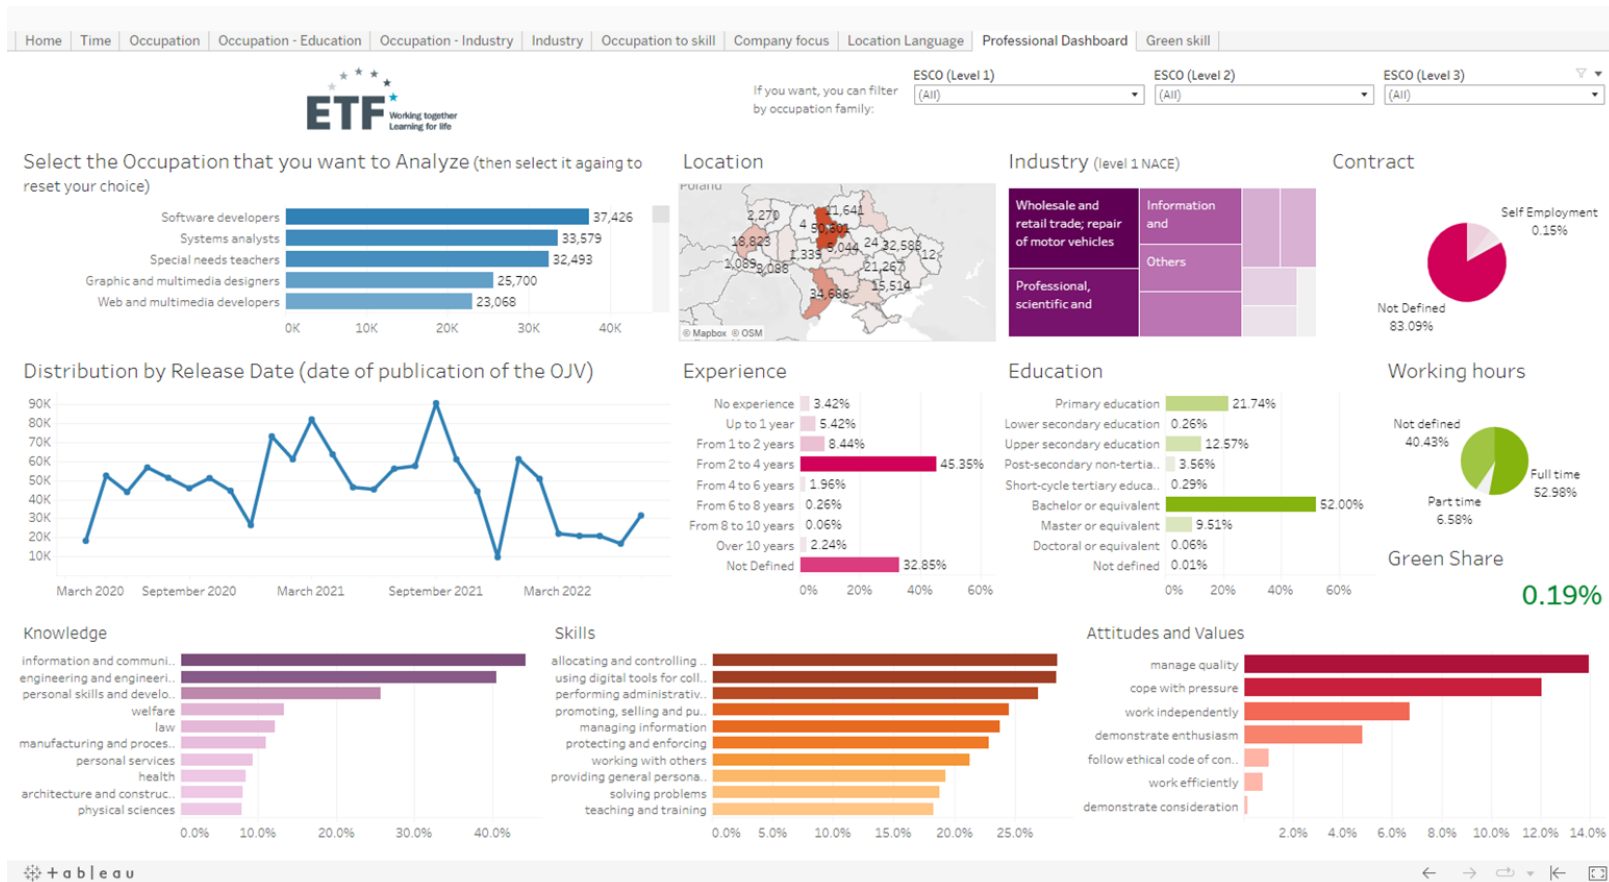 Home
Time
Occupation
Occupation - Education
Occupation - Industry
Industry
Occupation to skill
Company focus
Location Language
Professional Dashboard
Green skill
ETF
Working together
Learning for life
If you want, you can filter
by occupation family:
ESCO (Level 1)
(All)
ESCO (Level 2)
(All)
ESCO (Level 3)
(All)
Select the Occupation that you want to Analyze (then select it againg to
reset your choice)
Software developers 37,426
Systems analysts 33,579
Special needs teachers 32,493
Graphic and multimedia designers 25,700
Web and multimedia developers 23,068
0K 10K 20K 30K 40K
Location
Poland
2,270
4
21,641
50,801
18,823
5,044
24
32,583
12
1,339
1,089
3,088
21,267
34,686
15,514
© Mapbox © OSM
Industry (level 1 NACE)
Wholesale and
retail trade; repair
of motor vehicles
Professional,
scientific and
Information
and
Others
Contract
Self Employment
0.15%
Not Defined
83.09%
Distribution by Release Date (date of publication of the OJV)
90K
80K
70K
60K
50K
40K
30K
20K
10K
March 2020 September 2020 March 2021 September 2021 March 2022
Experience
No experience 3.42%
Up to 1 year 5.42%
From 1 to 2 years 8.44%
From 2 to 4 years 45.35%
From 4 to 6 years 1.96%
From 6 to 8 years 0.26%
From 8 to 10 years 0.06%
Over 10 years 2.24%
Not Defined 32.85%
0% 20% 40% 60%
Education
Primary education 21.74%
Lower secondary education 0.26%
Upper secondary education 12.57%
Post-secondary non-tertia.. 3.56%
Short-cycle tertiary educa.. 0.29%
Bachelor or equivalent 52.00%
Master or equivalent 9.51%
Doctoral or equivalent 0.06%
Not defined 0.01%
0% 20% 40% 60%
Working hours
Not defined
40.43%
Full time
52.98%
Part time
6.58%
Green Share
0.19%
Knowledge
information and communi..
engineering and engineeri..
personal skills and develo..
welfare
law
manufacturing and proces..
personal services
health
architecture and construc..
physical sciences
0.0% 10.0% 20.0% 30.0% 40.0%
Skills
allocating and controlling ..
using digital tools for coll..
performing administrativ..
promoting, selling and pu..
managing information
protecting and enforcing
working with others
providing general persona..
solving problems
teaching and training
0.0% 5.0% 10.0% 15.0% 20.0% 25.0%
Attitudes and Values
manage quality
cope with pressure
work independently
demonstrate enthusiasm
follow ethical code of con..
work efficiently
demonstrate consideration
2.0% 4.0% 6.0% 8.0% 10.0% 12.0% 14.0%
+ableau